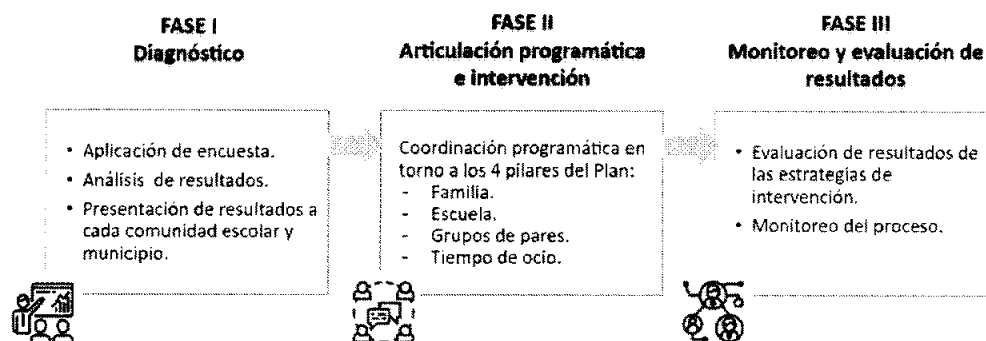 FASE I
Diagnóstico
• Aplicación de encuesta.
• Análisis de resultados.
• Presentación de resultados a
cada comunidad escolar y
municipio.
FASE II
Articulación programática
e intervención
Coordinación programática en
torno a los 4 pilares del Plan:
- Familia.
- Escuela.
- Grupos de pares.
- Tiempo de ocio.
FASE III
Monitoreo y evaluación de
resultados
• Evaluación de resultados de
las estrategias de
intervención.
• Monitoreo del proceso.